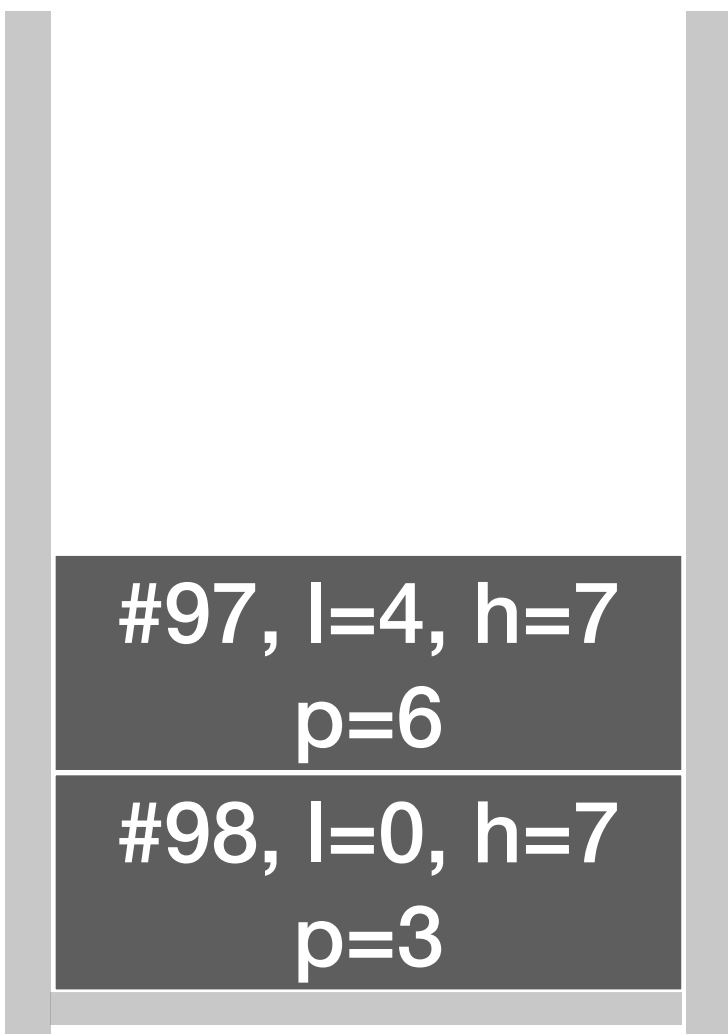 #97, l=4, h=7
p=6
#98, l=0, h=7
p=3